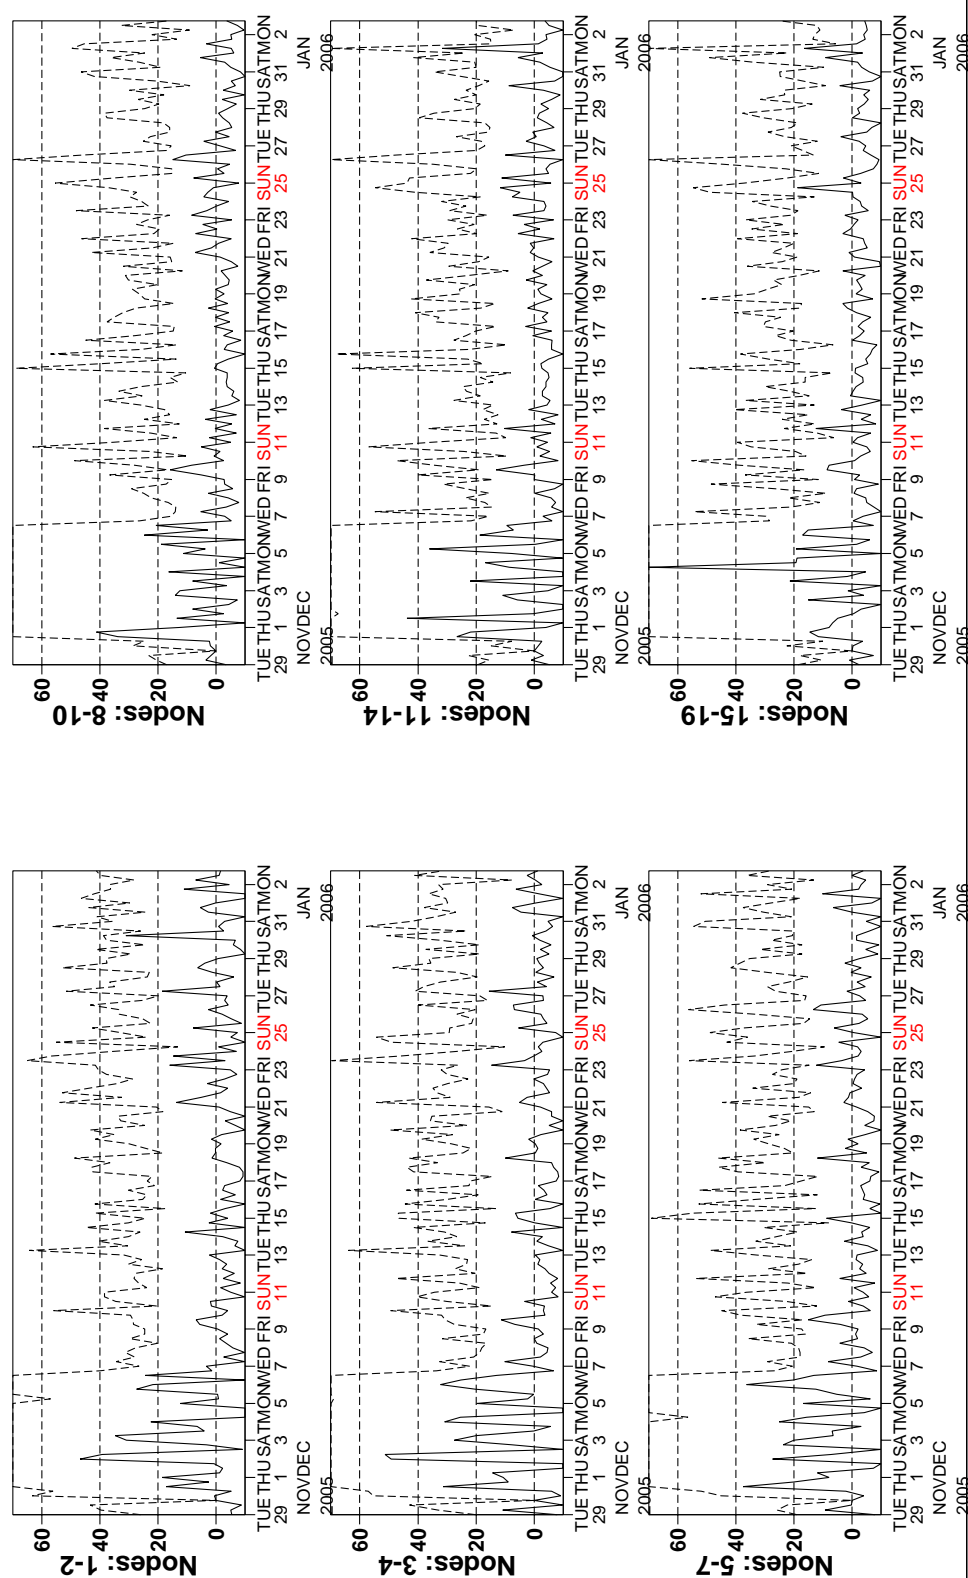 Nodes: 1-2
60
40
20
0
TUE THU SAT MON WED FRI SUN TUE THU SAT MON WED FRI SUN TUE THU SAT MON
29 1 3 5 7 9 11 13 15 17 19 21 23 25 27 29 31 2
NOV DEC JAN
2005 2006
Nodes: 3-4
60
40
20
0
TUE THU SAT MON WED FRI SUN TUE THU SAT MON WED FRI SUN TUE THU SAT MON
29 1 3 5 7 9 11 13 15 17 19 21 23 25 27 29 31 2
NOV DEC JAN
2005 2006
Nodes: 5-7
60
40
20
0
TUE THU SAT MON WED FRI SUN TUE THU SAT MON WED FRI SUN TUE THU SAT MON
29 1 3 5 7 9 11 13 15 17 19 21 23 25 27 29 31 2
NOV DEC JAN
2005 2006
Nodes: 8-10
60
40
20
0
TUE THU SAT MON WED FRI SUN TUE THU SAT MON WED FRI SUN TUE THU SAT MON
29 1 3 5 7 9 11 13 15 17 19 21 23 25 27 29 31 2
NOV DEC JAN
2005 2006
Nodes: 11-14
60
40
20
0
TUE THU SAT MON WED FRI SUN TUE THU SAT MON WED FRI SUN TUE THU SAT MON
29 1 3 5 7 9 11 13 15 17 19 21 23 25 27 29 31 2
NOV DEC JAN
2005 2006
Nodes: 15-19
60
40
20
0
TUE THU SAT MON WED FRI SUN TUE THU SAT MON WED FRI SUN TUE THU SAT MON
29 1 3 5 7 9 11 13 15 17 19 21 23 25 27 29 31 2
NOV DEC JAN
2005 2006